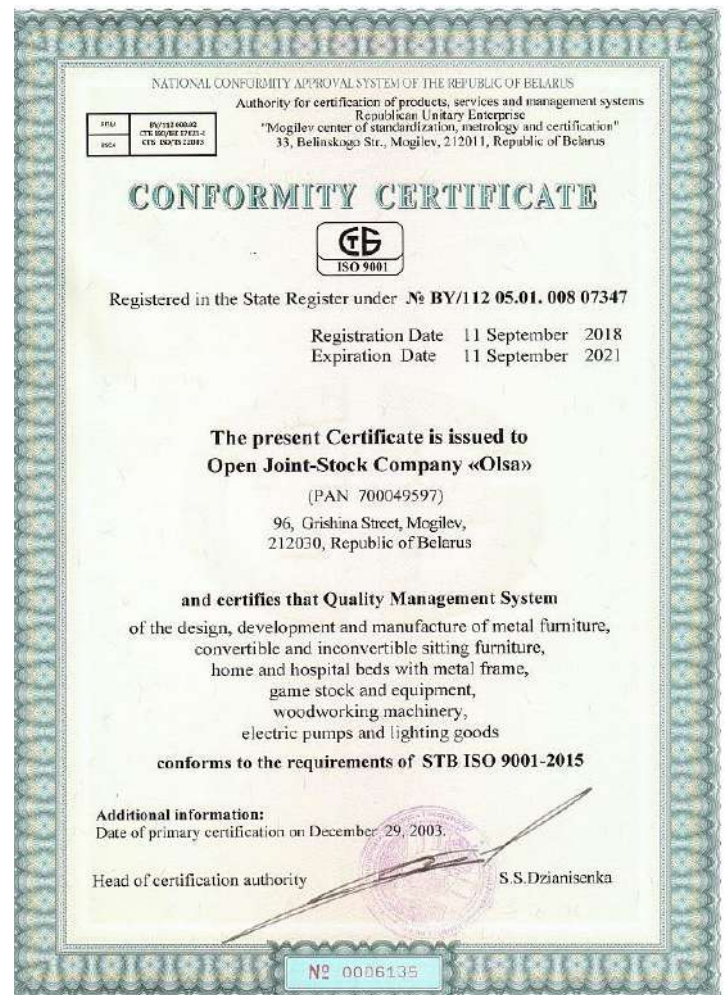 NATIONAL CONFORMITY APPROVAL SYSTEM OF THE REPUBLIC OF BELARUS
Authority for certification of products, services and management systems
Republican Unitary Enterprise
"Mogilev center of standardization, metrology and certification"
33, Belinskogo Str., Mogilev, 212011, Republic of Belarus
CONFORMITY CERTIFICATE
СТБ
ISO 9001
Registered in the State Register under № BY/112 05.01. 008 07347
Registration Date 11 September 2018
Expiration Date 11 September 2021
The present Certificate is issued to
Open Joint-Stock Company «Olsa»
(PAN 700049597)
96, Grishina Street, Mogilev,
212030, Republic of Belarus
and certifies that Quality Management System
of the design, development and manufacture of metal furniture,
convertible and inconvertible sitting furniture,
home and hospital beds with metal frame,
game stock and equipment,
woodworking machinery,
electric pumps and lighting goods
conforms to the requirements of STB ISO 9001-2015
Additional information:
Date of primary certification on December, 29, 2003.
Head of certification authority S.S.Dzianisenka
№ 0006135